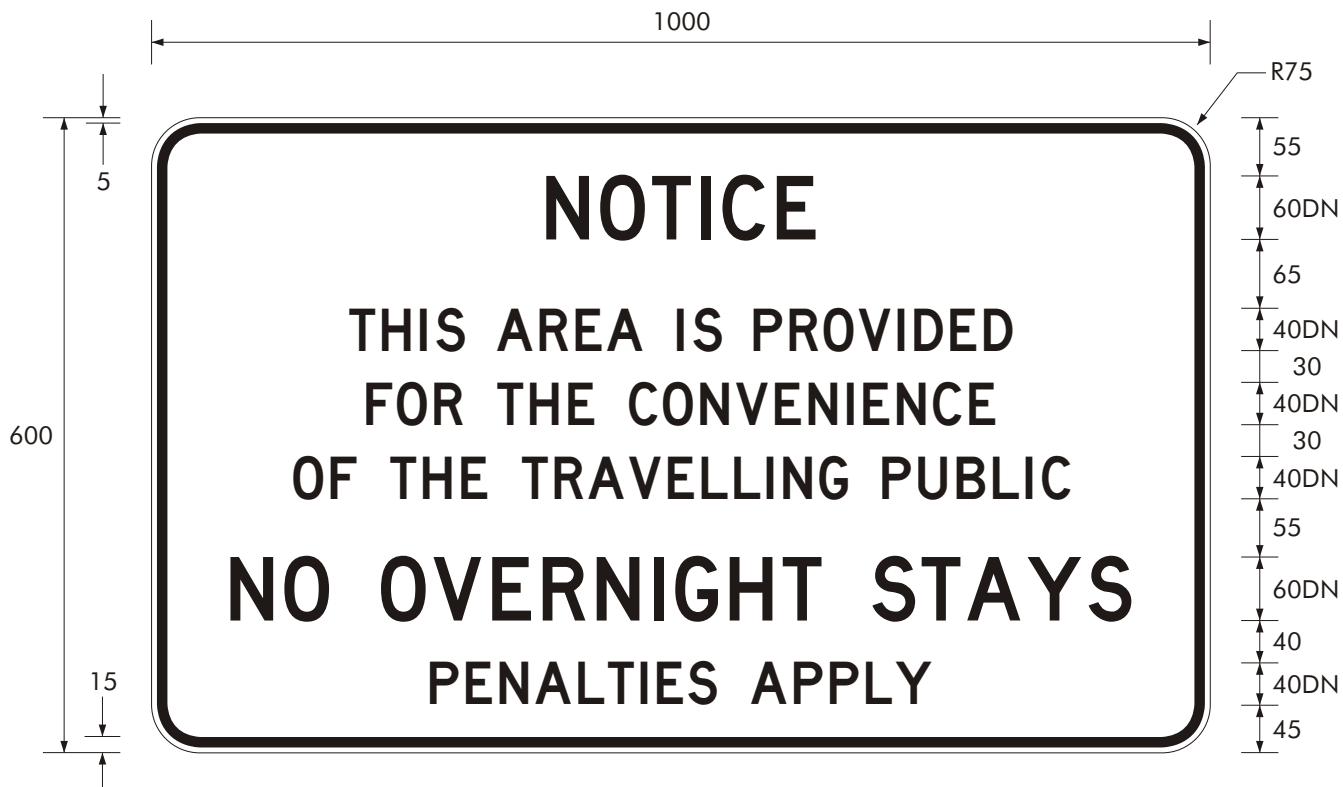 1000
R75
5
55
NOTICE
60DN
65
THIS AREA IS PROVIDED
40DN
30
FOR THE CONVENIENCE
40DN
600
30
OF THE TRAVELLING PUBLIC
40DN
55
NO OVERNIGHT STAYS
60DN
40
15
PENALTIES APPLY
40DN
45